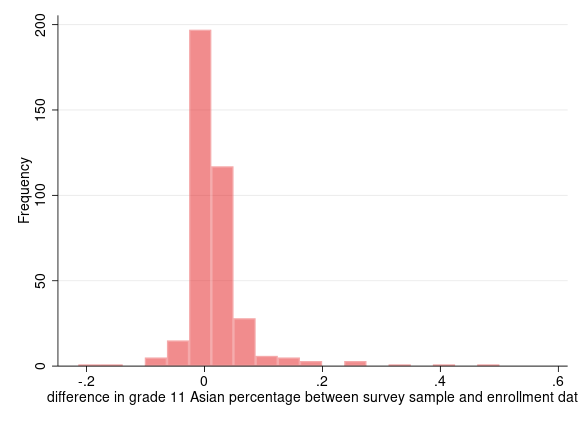 200
150
100
50
0
Frequency
-.2 0 .2 .4 .6
difference in grade 11 Asian percentage between survey sample and enrollment dat